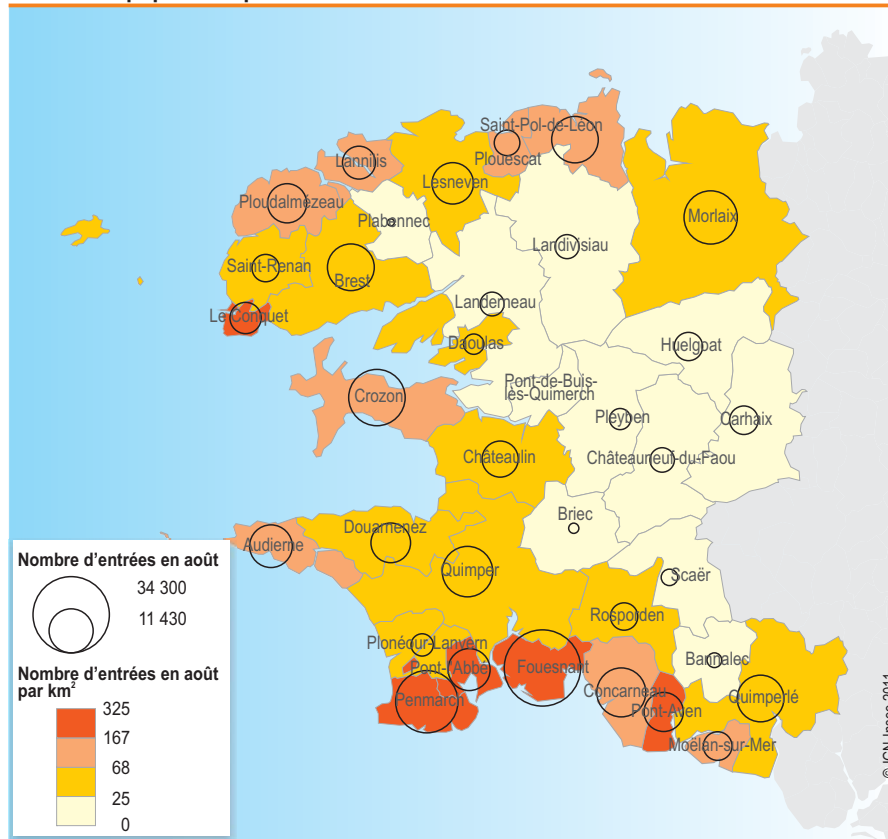 Saint-Pol-de-Léon
Plouescat
Lannilis
Lesneven
Ploudalmézeau
Plabennec
Morlaix
Landivisiau
Saint-Renan
Brest
Landerneau
Le Conquet
Daoulas
Huelgoat
Pont-de-Buis-
lès-Quimerch
Crozon
Pleyben
Carhaix
Châteaulin
Châteauneuf-du-Faou
Briec
Douarnenez
Audierne
Quimper
Scaër
Rosporden
Plonéour-Lanvern
Pont-l'Abbé
Fouesnant
Bannalec
Penmarch
Concarneau
Pont-Aven
Quimperlé
Moëlan-sur-Mer
Nombre d'entrées en août
34 300
11 430
Nombre d'entrées en août
par km²
325
167
68
25
0
© IGN-Insee 2011